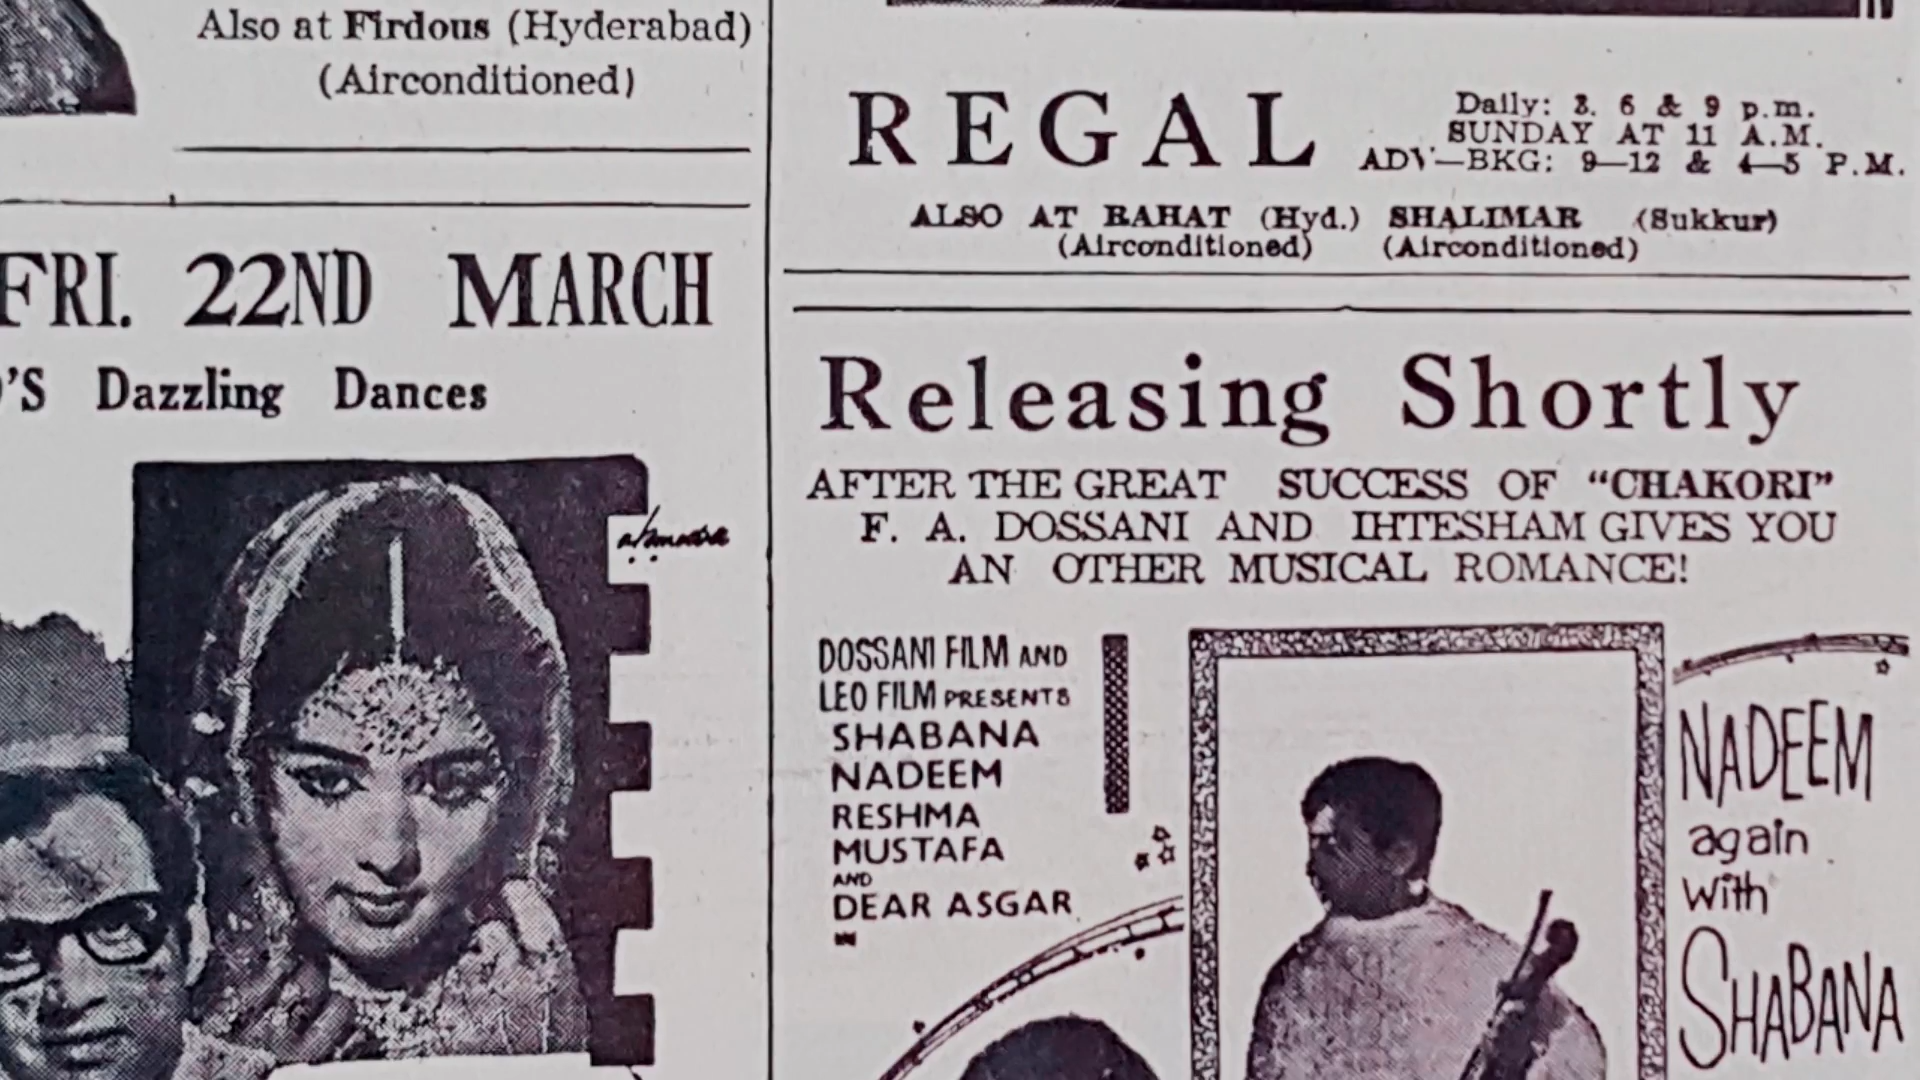 Also at Firdous (Hyderabad)
(Airconditioned)
FRI. 22ND MARCH
'S Dazzling Dances
REGAL
Daily: 3. 6 & 9 p.m.
SUNDAY AT 11 A.M.
ADV—BKG: 9—12 & 4—5 P.M.
ALSO AT RAHAT (Hyd.) SHALIMAR (Sukkur)
(Airconditioned) (Airconditioned)
Releasing Shortly
AFTER THE GREAT SUCCESS OF "CHAKORI"
F. A. DOSSANI AND IHTESHAM GIVES YOU
AN OTHER MUSICAL ROMANCE!
DOSSANI FILM AND
LEO FILM PRESENTS
SHABANA
NADEEM
RESHMA
MUSTAFA
AND
DEAR ASGAR
IN
NADEEM
again
with
SHABANA